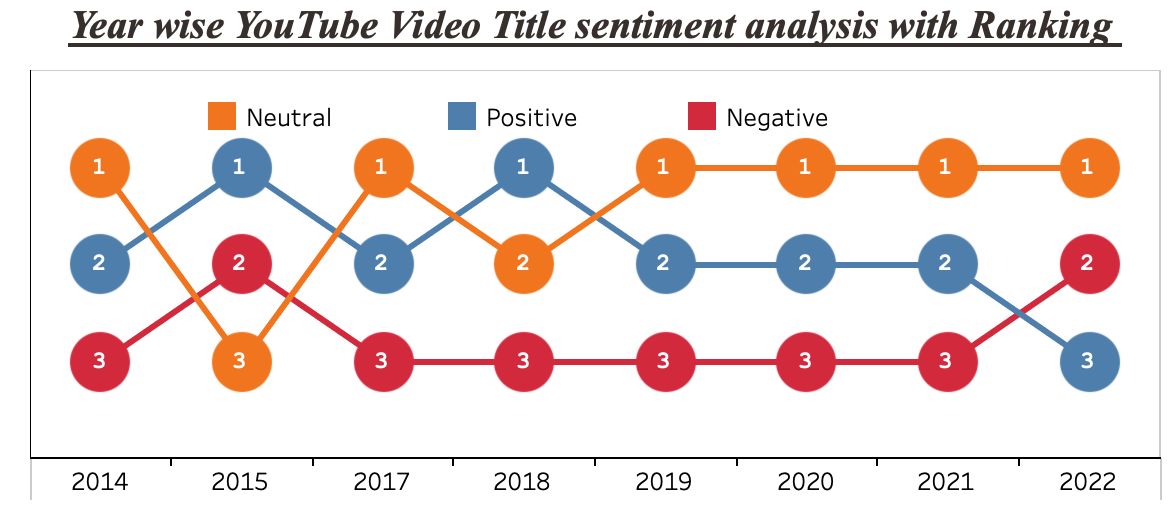 Year wise YouTube Video Title sentiment analysis with Ranking
Neutral Positive Negative
1 1 1 1 1 1 1 1
2 2 2 2 2 2 2 2
3 3 3 3 3 3 3 3
2014 2015 2017 2018 2019 2020 2021 2022